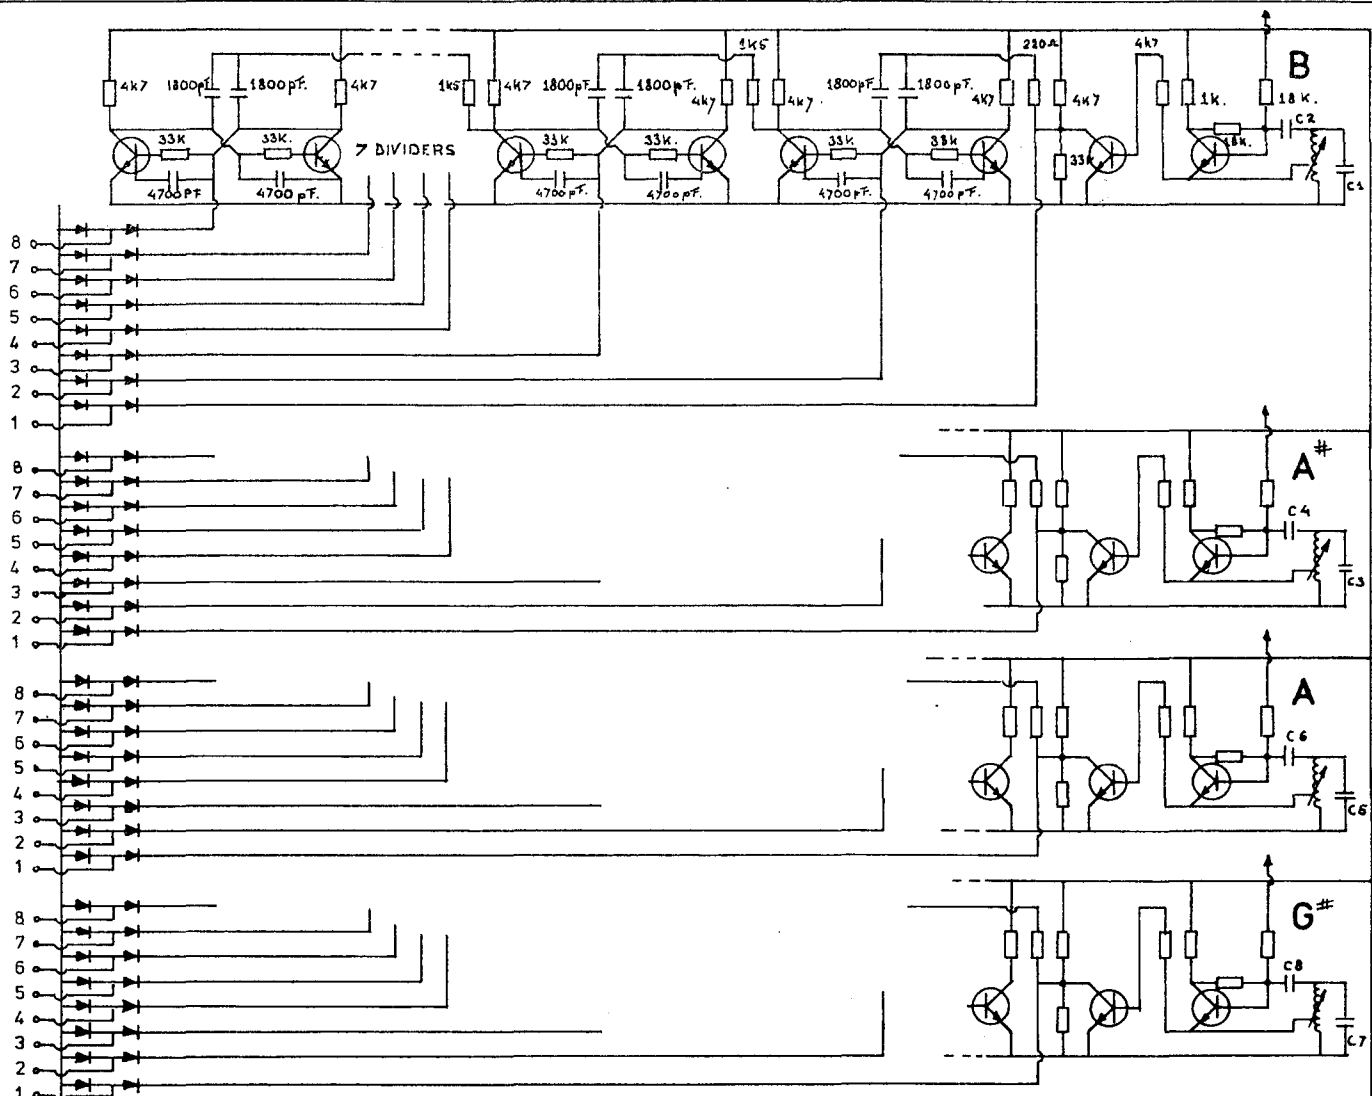 1K5 220Ω 4K7 B
4K7 1800pF. 1800pF. 4K7 1K5 4K7 1800pF. 1800pF. 4K7 4K7 1800pF. 1800pF. 4K7 4K7 1K. 18K.
C2
33K 33K. 33K 33K. 33K. 33K 33K 18K.
7 DIVIDERS
4700pF 4700pF. 4700pF. 4700pF. 4700pF. 4700pF. C1
8
7
6
5
4
3
2
1
A#
8
7
6
5
4
3
2
1
C4
C3
A
8
7
6
5
4
3
2
1
C6
G#
8
7
6
5
4
3
2
1
C8
C7